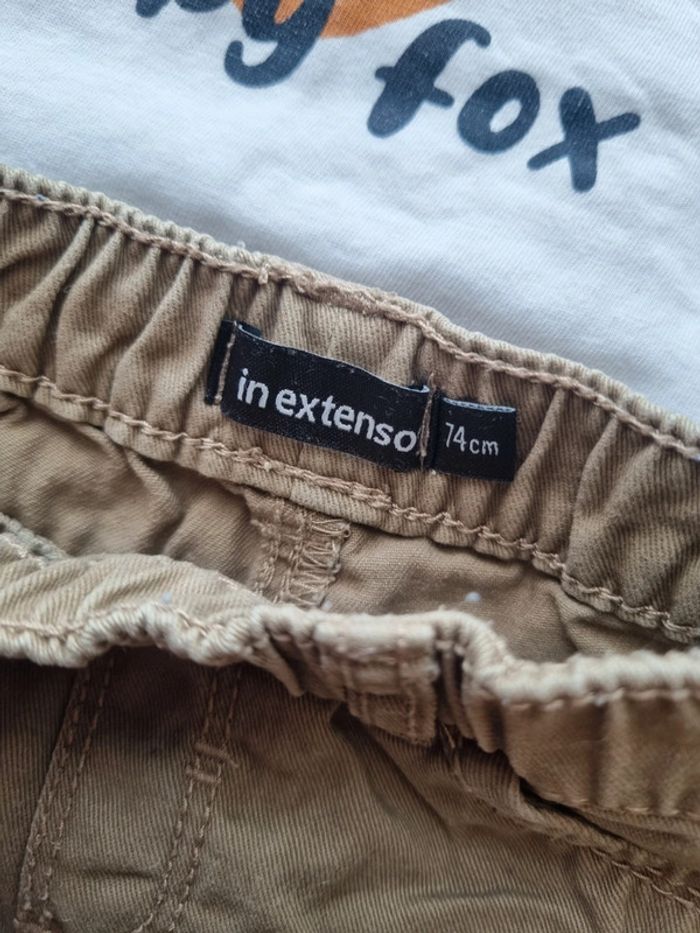 fox
in extenso
74cm